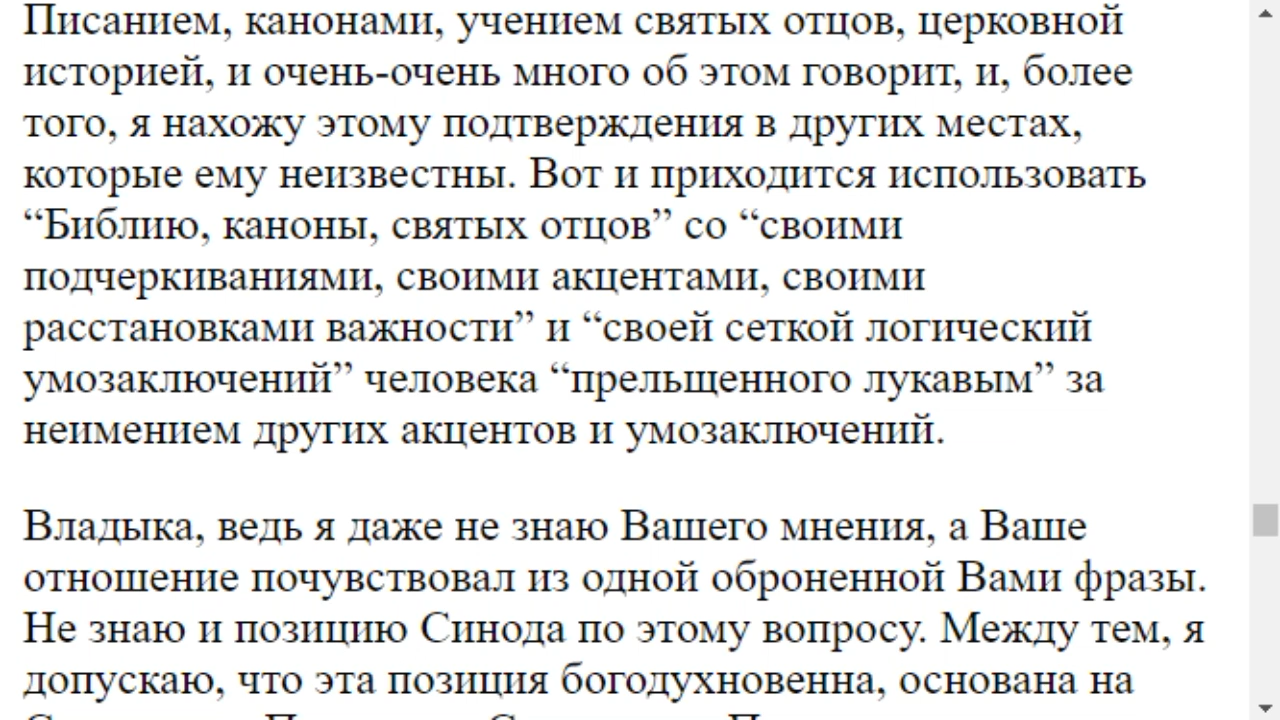 Писанием, канонами, учением святых отцов, церковной
историей, и очень-очень много об этом говорит, и, более
того, я нахожу этому подтверждения в других местах,
которые ему неизвестны. Вот и приходится использовать
“Библию, каноны, святых отцов” со “своими
подчеркиваниями, своими акцентами, своими
расстановками важности” и “своей сеткой логический
умозаключений” человека “прельщенного лукавым” за
неимением других акцентов и умозаключений.
Владыка, ведь я даже не знаю Вашего мнения, а Ваше
отношение почувствовал из одной оброненной Вами фразы.
Не знаю и позицию Синода по этому вопросу. Между тем, я
допускаю, что эта позиция богодухновенна, основана на